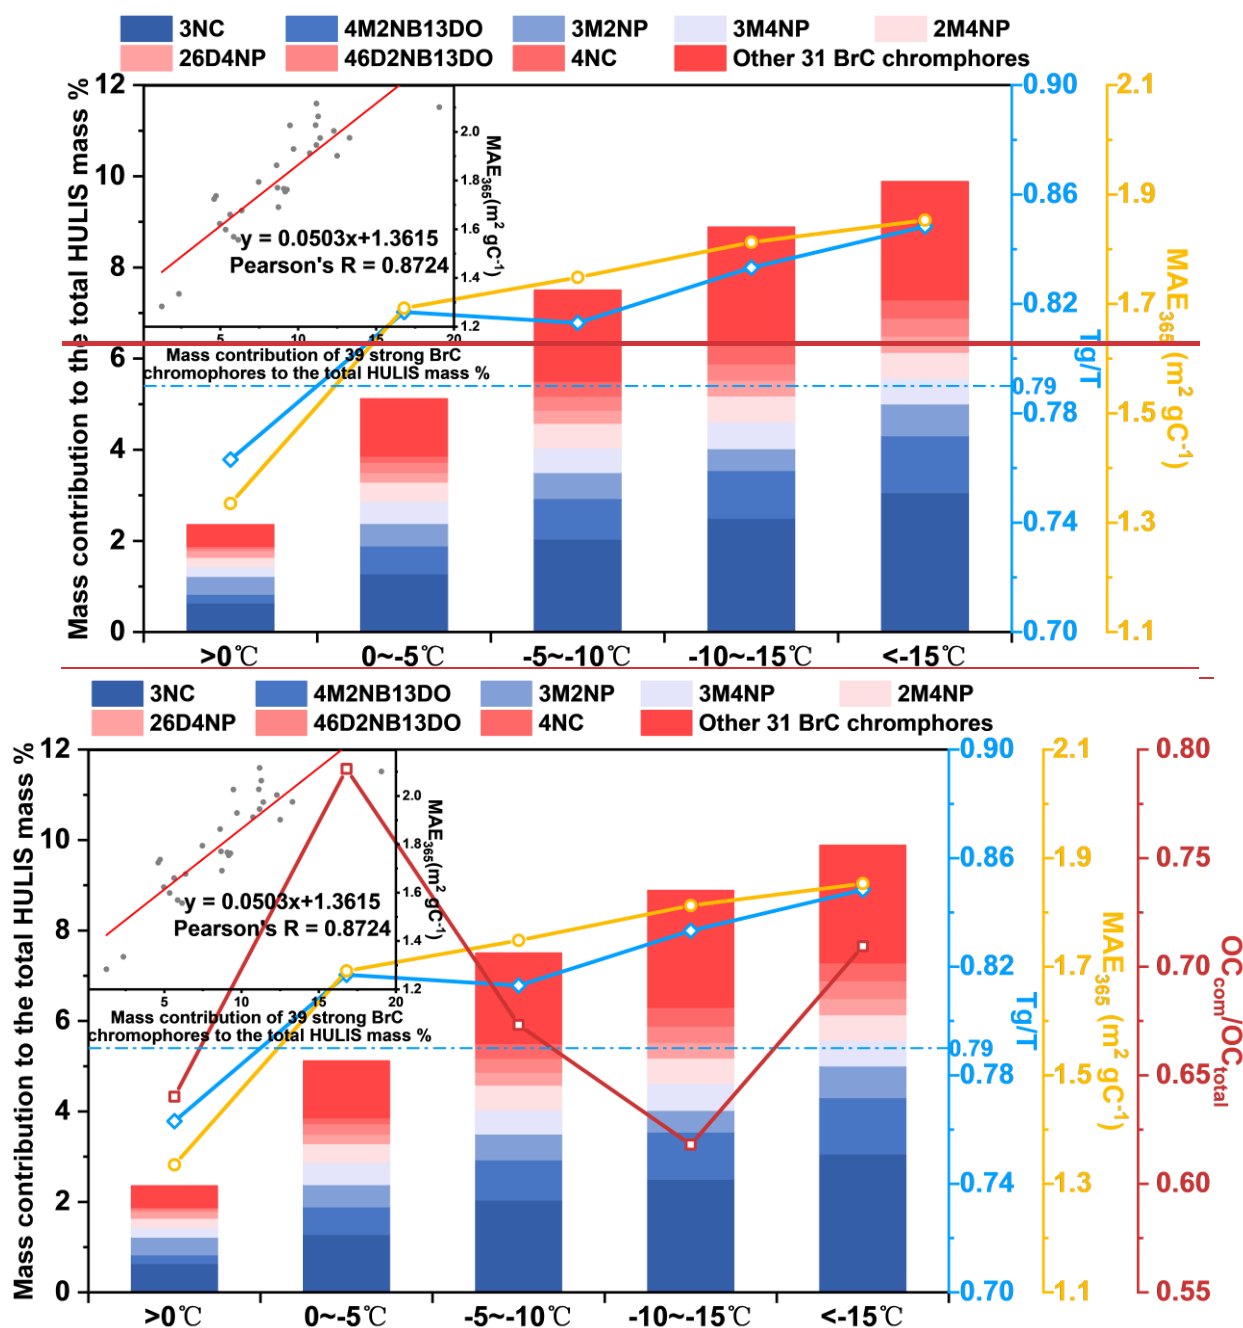 3NC 4M2NB13DO 3M2NP 3M4NP 2M4NP
26D4NP 46D2NB13DO 4NC Other 31 BrC chromphores
Mass contribution to the total HULIS mass %
12
10
8
6
4
2
0
y = 0.0503x+1.3615
Pearson's R = 0.8724
2.0
1.8
1.6
1.4
1.2
MAE365(m² gC⁻¹)
5 10 15 20
Mass contribution of 39 strong BrC
chromophores to the total HULIS mass %
0.90
0.86
0.82
0.79
0.78
0.74
0.70
Tg/T
2.1
1.9
1.7
1.5
1.3
1.1
MAE365 (m² gC⁻¹)
>0℃ 0~-5℃ -5~-10℃ -10~-15℃ <-15℃
3NC 4M2NB13DO 3M2NP 3M4NP 2M4NP
26D4NP 46D2NB13DO 4NC Other 31 BrC chromphores
Mass contribution to the total HULIS mass %
12
10
8
6
4
2
0
y = 0.0503x+1.3615
Pearson's R = 0.8724
2.0
1.8
1.6
1.4
1.2
MAE365(m² gC⁻¹)
5 10 15 20
Mass contribution of 39 strong BrC
chromophores to the total HULIS mass %
0.90
0.86
0.82
0.79
0.78
0.74
0.70
Tg/T
2.1
1.9
1.7
1.5
1.3
1.1
MAE365 (m² gC⁻¹)
0.80
0.75
0.70
0.65
0.60
0.55
OCcom/OCtotal
>0℃ 0~-5℃ -5~-10℃ -10~-15℃ <-15℃